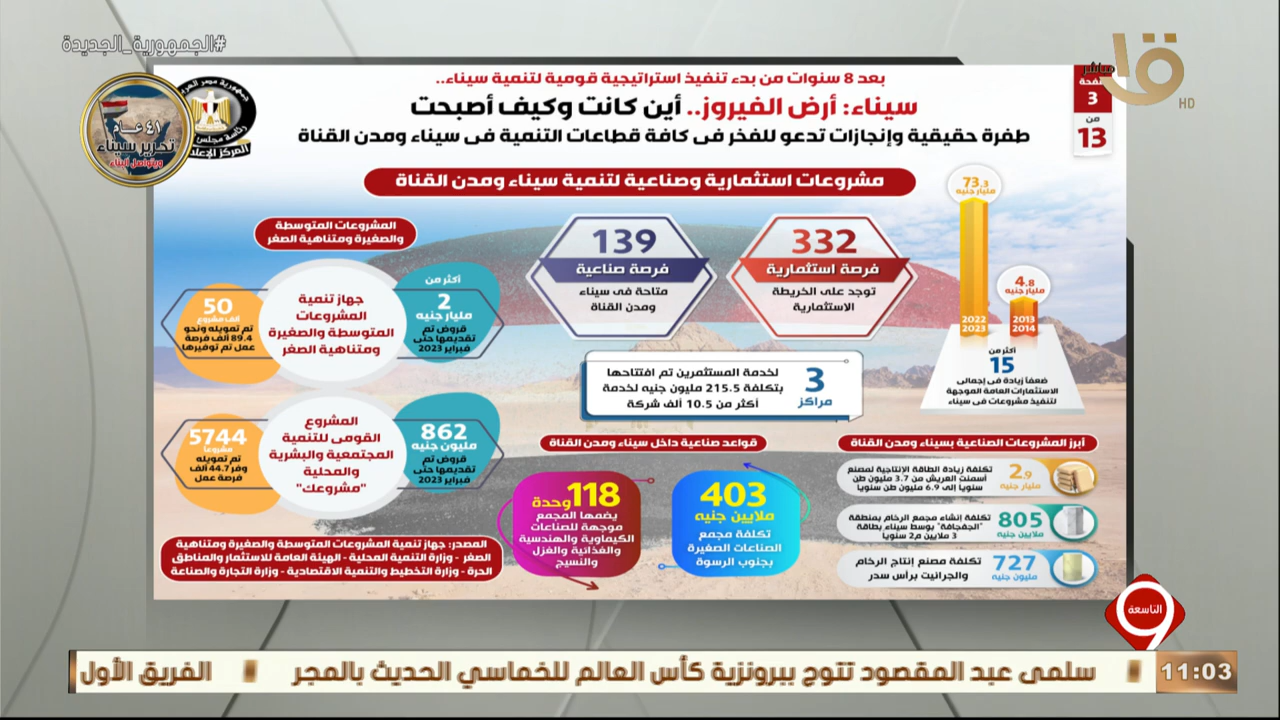 #الجمهورية_الجديدة
مباشر
HD
صفحة
3
من
13
بعد 8 سنوات من بدء تنفيذ استراتيجية قومية لتنمية سيناء..
سيناء: أرض الفيروز.. أين كانت وكيف أصبحت
طفرة حقيقية وإنجازات تدعو للفخر فى كافة قطاعات التنمية فى سيناء ومدن القناة
رئاسة مجلس
المركز الإعلا
٤١ عام
تحرير سيناء
ويتواصل البناء
مشروعات استثمارية وصناعية لتنمية سيناء ومدن القناة
73.3
مليار جنيه
4.8
مليار جنيه
2022
2023
2013
2014
أكثر من
15
ضعفاً زيادة فى إجمالى
الاستثمارات العامة الموجهة
لتنفيذ مشروعات فى سيناء
332
فرصة استثمارية
توجد على الخريطة
الاستثمارية
139
فرصة صناعية
متاحة فى سيناء
ومدن القناة
3
مراكز
لخدمة المستثمرين تم افتتاحها
بتكلفة 215.5 مليون جنيه لخدمة
أكثر من 10.5 ألف شركة
المشروعات المتوسطة
والصغيرة ومتناهية الصغر
أكثر من
2
مليار جنيه
قروض تم
تقديمها حتى
فبراير 2023
جهاز تنمية
المشروعات
المتوسطة والصغيرة
ومتناهية الصغر
50
ألف مشروع
تم تمويله ونحو
89.4 ألف فرصة
عمل تم توفيرها
862
مليون جنيه
قروض تم
تقديمها حتى
فبراير 2023
المشروع
القومى للتنمية
المجتمعية والبشرية
والمحلية
"مشروعك"
5744
مشروعاً
تم تمويله
وفر 44.7 ألف
فرصة عمل
أبرز المشروعات الصناعية بسيناء ومدن القناة
2.9
مليار جنيه
تكلفة زيادة الطاقة الإنتاجية لمصنع
أسمنت العريش من 3.7 مليون طن
سنويا إلى 6.9 مليون طن سنويا
805
ملايين جنيه
تكلفة إنشاء مجمع الرخام بمنطقة
"الجفجافة" بوسط سيناء بطاقة
3 ملايين م2 سنويا
727
مليون جنيه
تكلفة مصنع إنتاج الرخام
والجرانيت برأس سدر
قواعد صناعية داخل سيناء ومدن القناة
403
ملايين جنيه
تكلفة مجمع
الصناعات الصغيرة
بجنوب الرسوة
118 وحدة
يضمها المجمع
موجهة للصناعات
الكيماوية والهندسية
والغذائية والغزل
والنسيج
المصدر: جهاز تنمية المشروعات المتوسطة والصغيرة ومتناهية
الصغر - وزارة التنمية المحلية - الهيئة العامة للاستثمار والمناطق
الحرة - وزارة التخطيط والتنمية الاقتصادية - وزارة التجارة والصناعة
التاسعة
9
11:03
سلمى عبد المقصود تتوج ببرونزية كأس العالم للخماسي الحديث بالمجر
الفريق الأول